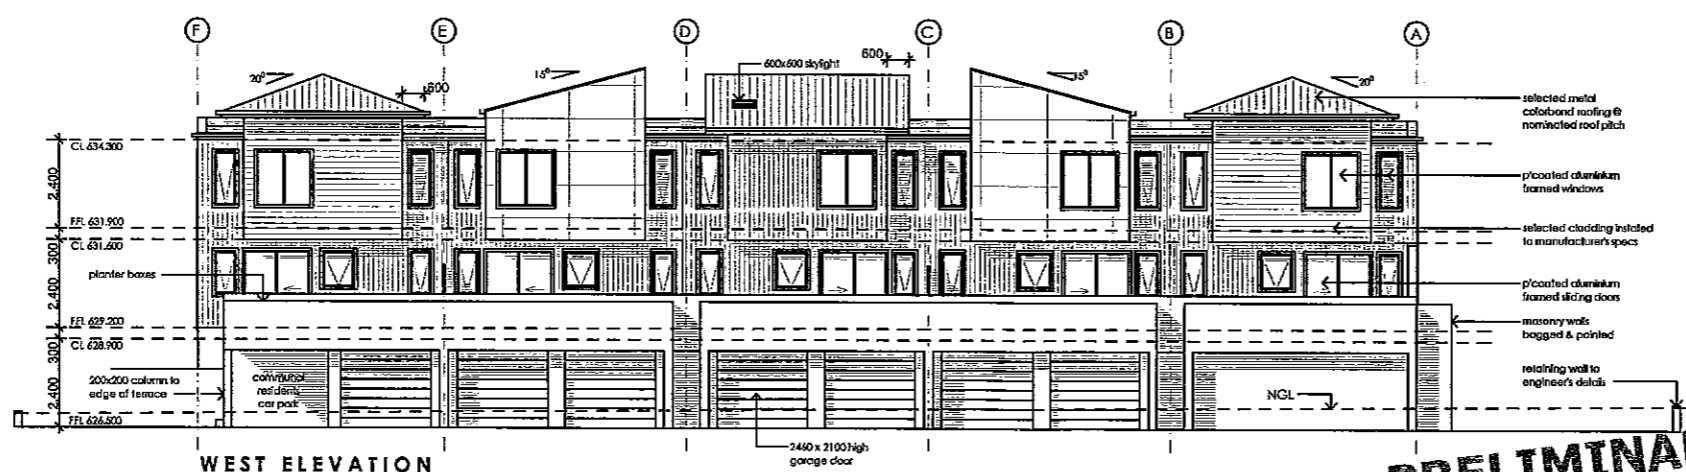 F E D C B A
20° 600 15° 600x600 skylight 600 15° 20°
selected metal
colorbond roofing @
nominated roof pitch
CL 634.300
2.400
p'coated aluminium
framed windows
FFL 631.900
300
CL 631.600
selected cladding installed
to manufacturer's specs
planter boxes
2.400
p'coated aluminium
framed sliding doors
FFL 629.200
300
CL 628.900
masonry walls
bagged & painted
200x200 column to
edge of terrace
communal
residents
car park
2.400
retaining wall to
engineer's details
NGL
FFL 626.500
2460 x 2100 high
garage door
WEST ELEVATION
PRELIMINA